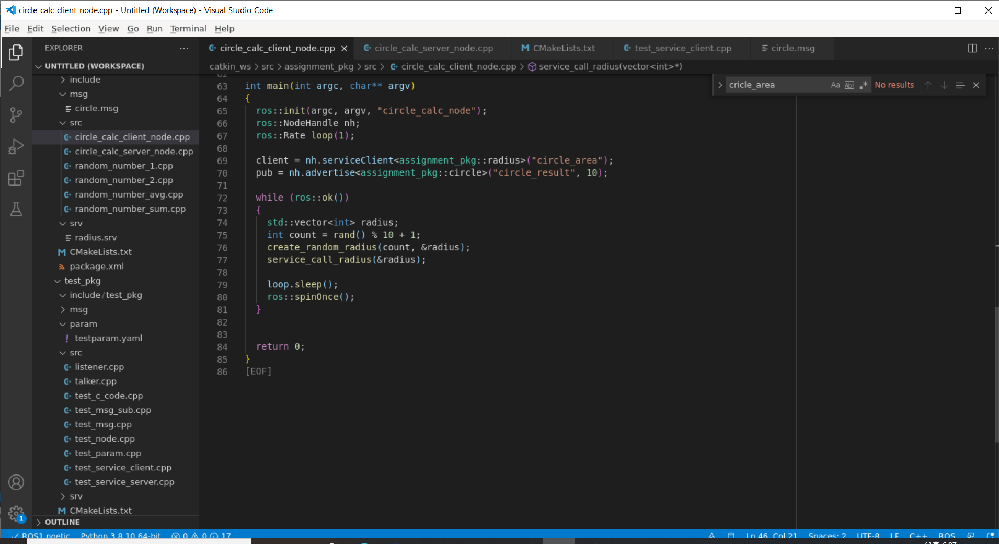 circle_calc_client_node.cpp - Untitled (Workspace) - Visual Studio Code
File Edit Selection View Go Run Terminal Help
EXPLORER
UNTITLED (WORKSPACE)
include
msg
circle.msg
src
circle_calc_client_node.cpp
circle_calc_server_node.cpp
random_number_1.cpp
random_number_2.cpp
random_number_avg.cpp
random_number_sum.cpp
srv
radius.srv
CMakeLists.txt
package.xml
test_pkg
include/test_pkg
msg
param
testparam.yaml
src
listener.cpp
talker.cpp
test_c_code.cpp
test_msg_sub.cpp
test_msg.cpp
test_node.cpp
test_param.cpp
test_service_client.cpp
test_service_server.cpp
srv
CMakeLists.txt
OUTLINE
1
circle_calc_client_node.cpp circle_calc_server_node.cpp CMakeLists.txt test_service_client.cpp circle.msg
catkin_ws > src > assignment_pkg > src > circle_calc_client_node.cpp > service_call_radius(vector<int>*)
cricle_area Aa Ab .* No results
62
63 int main(int argc, char** argv)
64 {
65 ros::init(argc, argv, "circle_calc_node");
66 ros::NodeHandle nh;
67 ros::Rate loop(1);
68
69 client = nh.serviceClient<assignment_pkg::radius>("circle_area");
70 pub = nh.advertise<assignment_pkg::circle>("circle_result", 10);
71
72 while (ros::ok())
73 {
74 std::vector<int> radius;
75 int count = rand() % 10 + 1;
76 create_random_radius(count, &radius);
77 service_call_radius(&radius);
78
79 loop.sleep();
80 ros::spinOnce();
81 }
82
83
84 return 0;
85 }
86 [EOF]
ROS1.noetic Python 3.8.10 64-bit 0 0 17 Ln 46, Col 21 Spaces: 2 UTF-8 LF C++ ROS